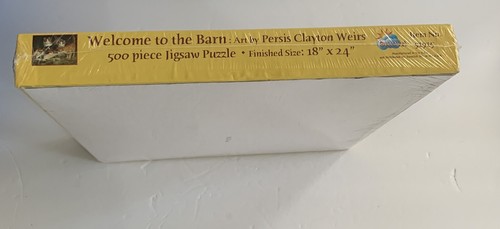 Welcome to the Barn: Art by Persis Clayton Weirs
500 piece Jigsaw Puzzle • Finished Size: 18" x 24"
Item No.